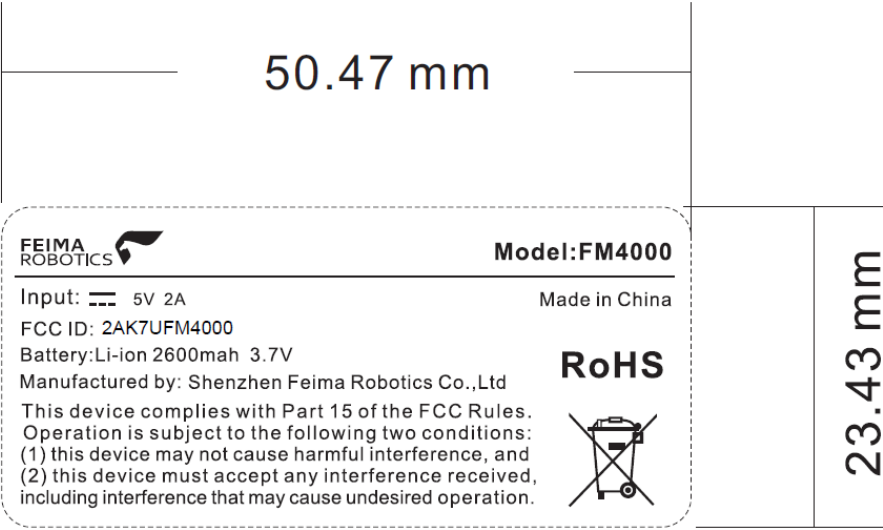 50.47 mm
FEIMA
ROBOTICS
Model:FM4000
Input: 5V 2A
Made in China
FCC ID: 2AK7UFM4000
Battery:Li-ion 2600mah 3.7V
RoHS
Manufactured by: Shenzhen Feima Robotics Co.,Ltd
This device complies with Part 15 of the FCC Rules.
Operation is subject to the following two conditions:
(1) this device may not cause harmful interference, and
(2) this device must accept any interference received,
including interference that may cause undesired operation.
23.43 mm